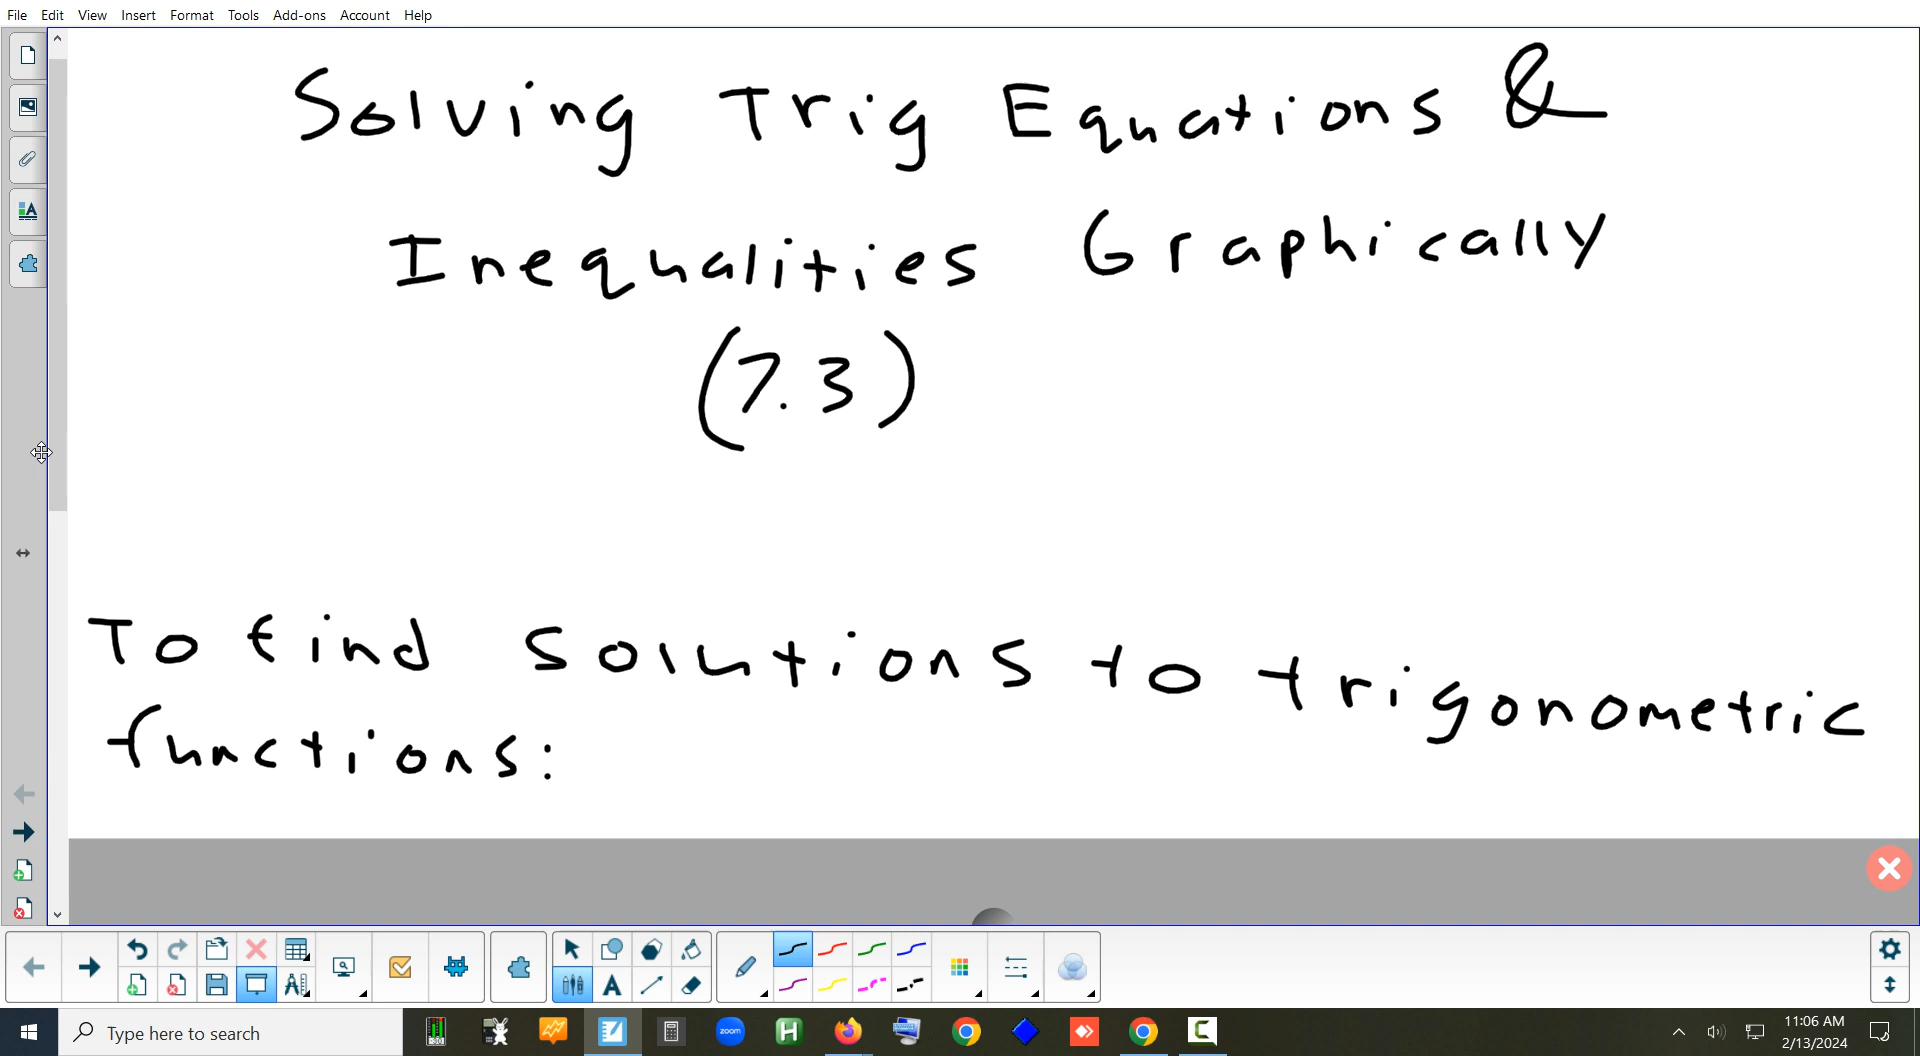 File Edit View Insert Format Tools Add-ons Account Help
Solving Trig Equations &
Inequalities Graphically
(7.3)
To find solutions to trigonometric
functions:
Type here to search
zoom
H
C
11:06 AM
2/13/2024